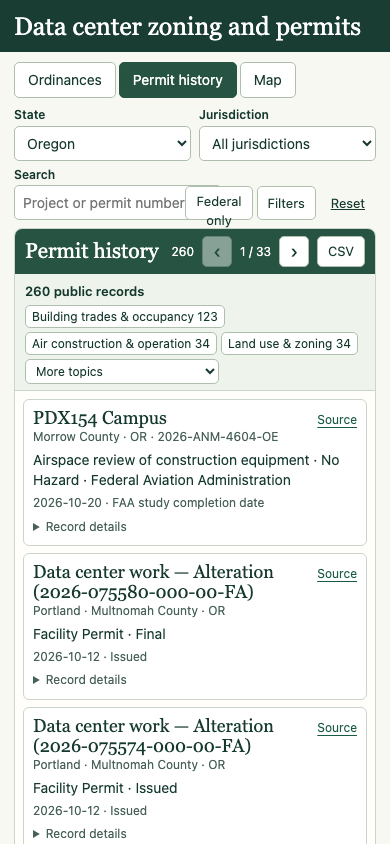 Data center zoning and permits
Ordinances
Permit history
Map
State
Jurisdiction
Oregon
All jurisdictions
Search
Project or permit number
Federal
only
Filters
Reset
Permit history
260
‹
1 / 33
›
CSV
260 public records
Building trades & occupancy 123
Air construction & operation 34
Land use & zoning 34
More topics
PDX154 Campus
Source
Morrow County · OR · 2026-ANM-4604-OE
Airspace review of construction equipment · No
Hazard · Federal Aviation Administration
2026-10-20 · FAA study completion date
Record details
Data center work — Alteration
(2026-075580-000-00-FA)
Source
Portland · Multnomah County · OR
Facility Permit · Final
2026-10-12 · Issued
Record details
Data center work — Alteration
(2026-075574-000-00-FA)
Source
Portland · Multnomah County · OR
Facility Permit · Issued
2026-10-12 · Issued
Record details